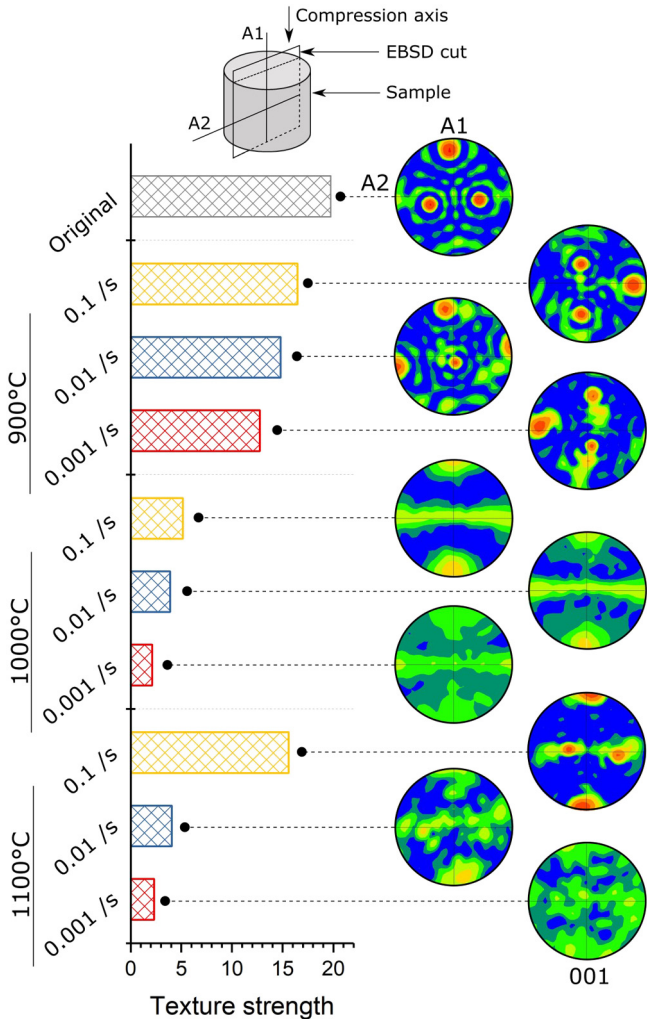 Compression axis
A1
EBSD cut
Sample
A2
A1
A2
Original
900°C
0.1 /s
0.01 /s
0.001 /s
1000°C
0.1 /s
0.01 /s
0.001 /s
1100°C
0.1 /s
0.01 /s
0.001 /s
0 5 10 15 20
001
Texture strength